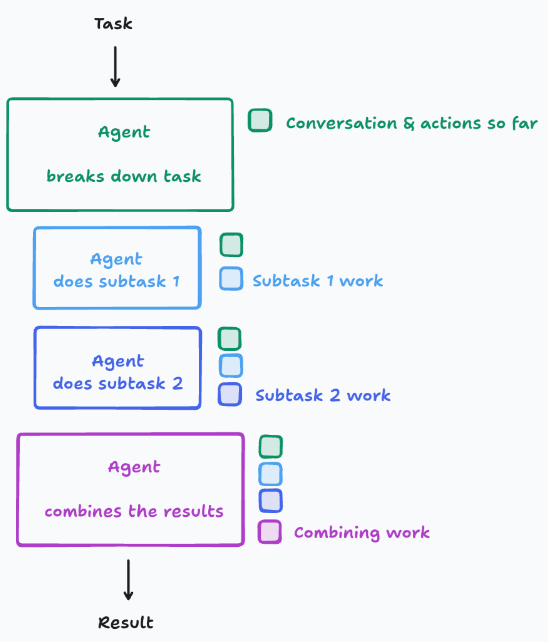 Task
Agent
breaks down task
Conversation & actions so far
Agent
does subtask 1
Subtask 1 work
Agent
does subtask 2
Subtask 2 work
Agent
combines the results
Combining work
Result